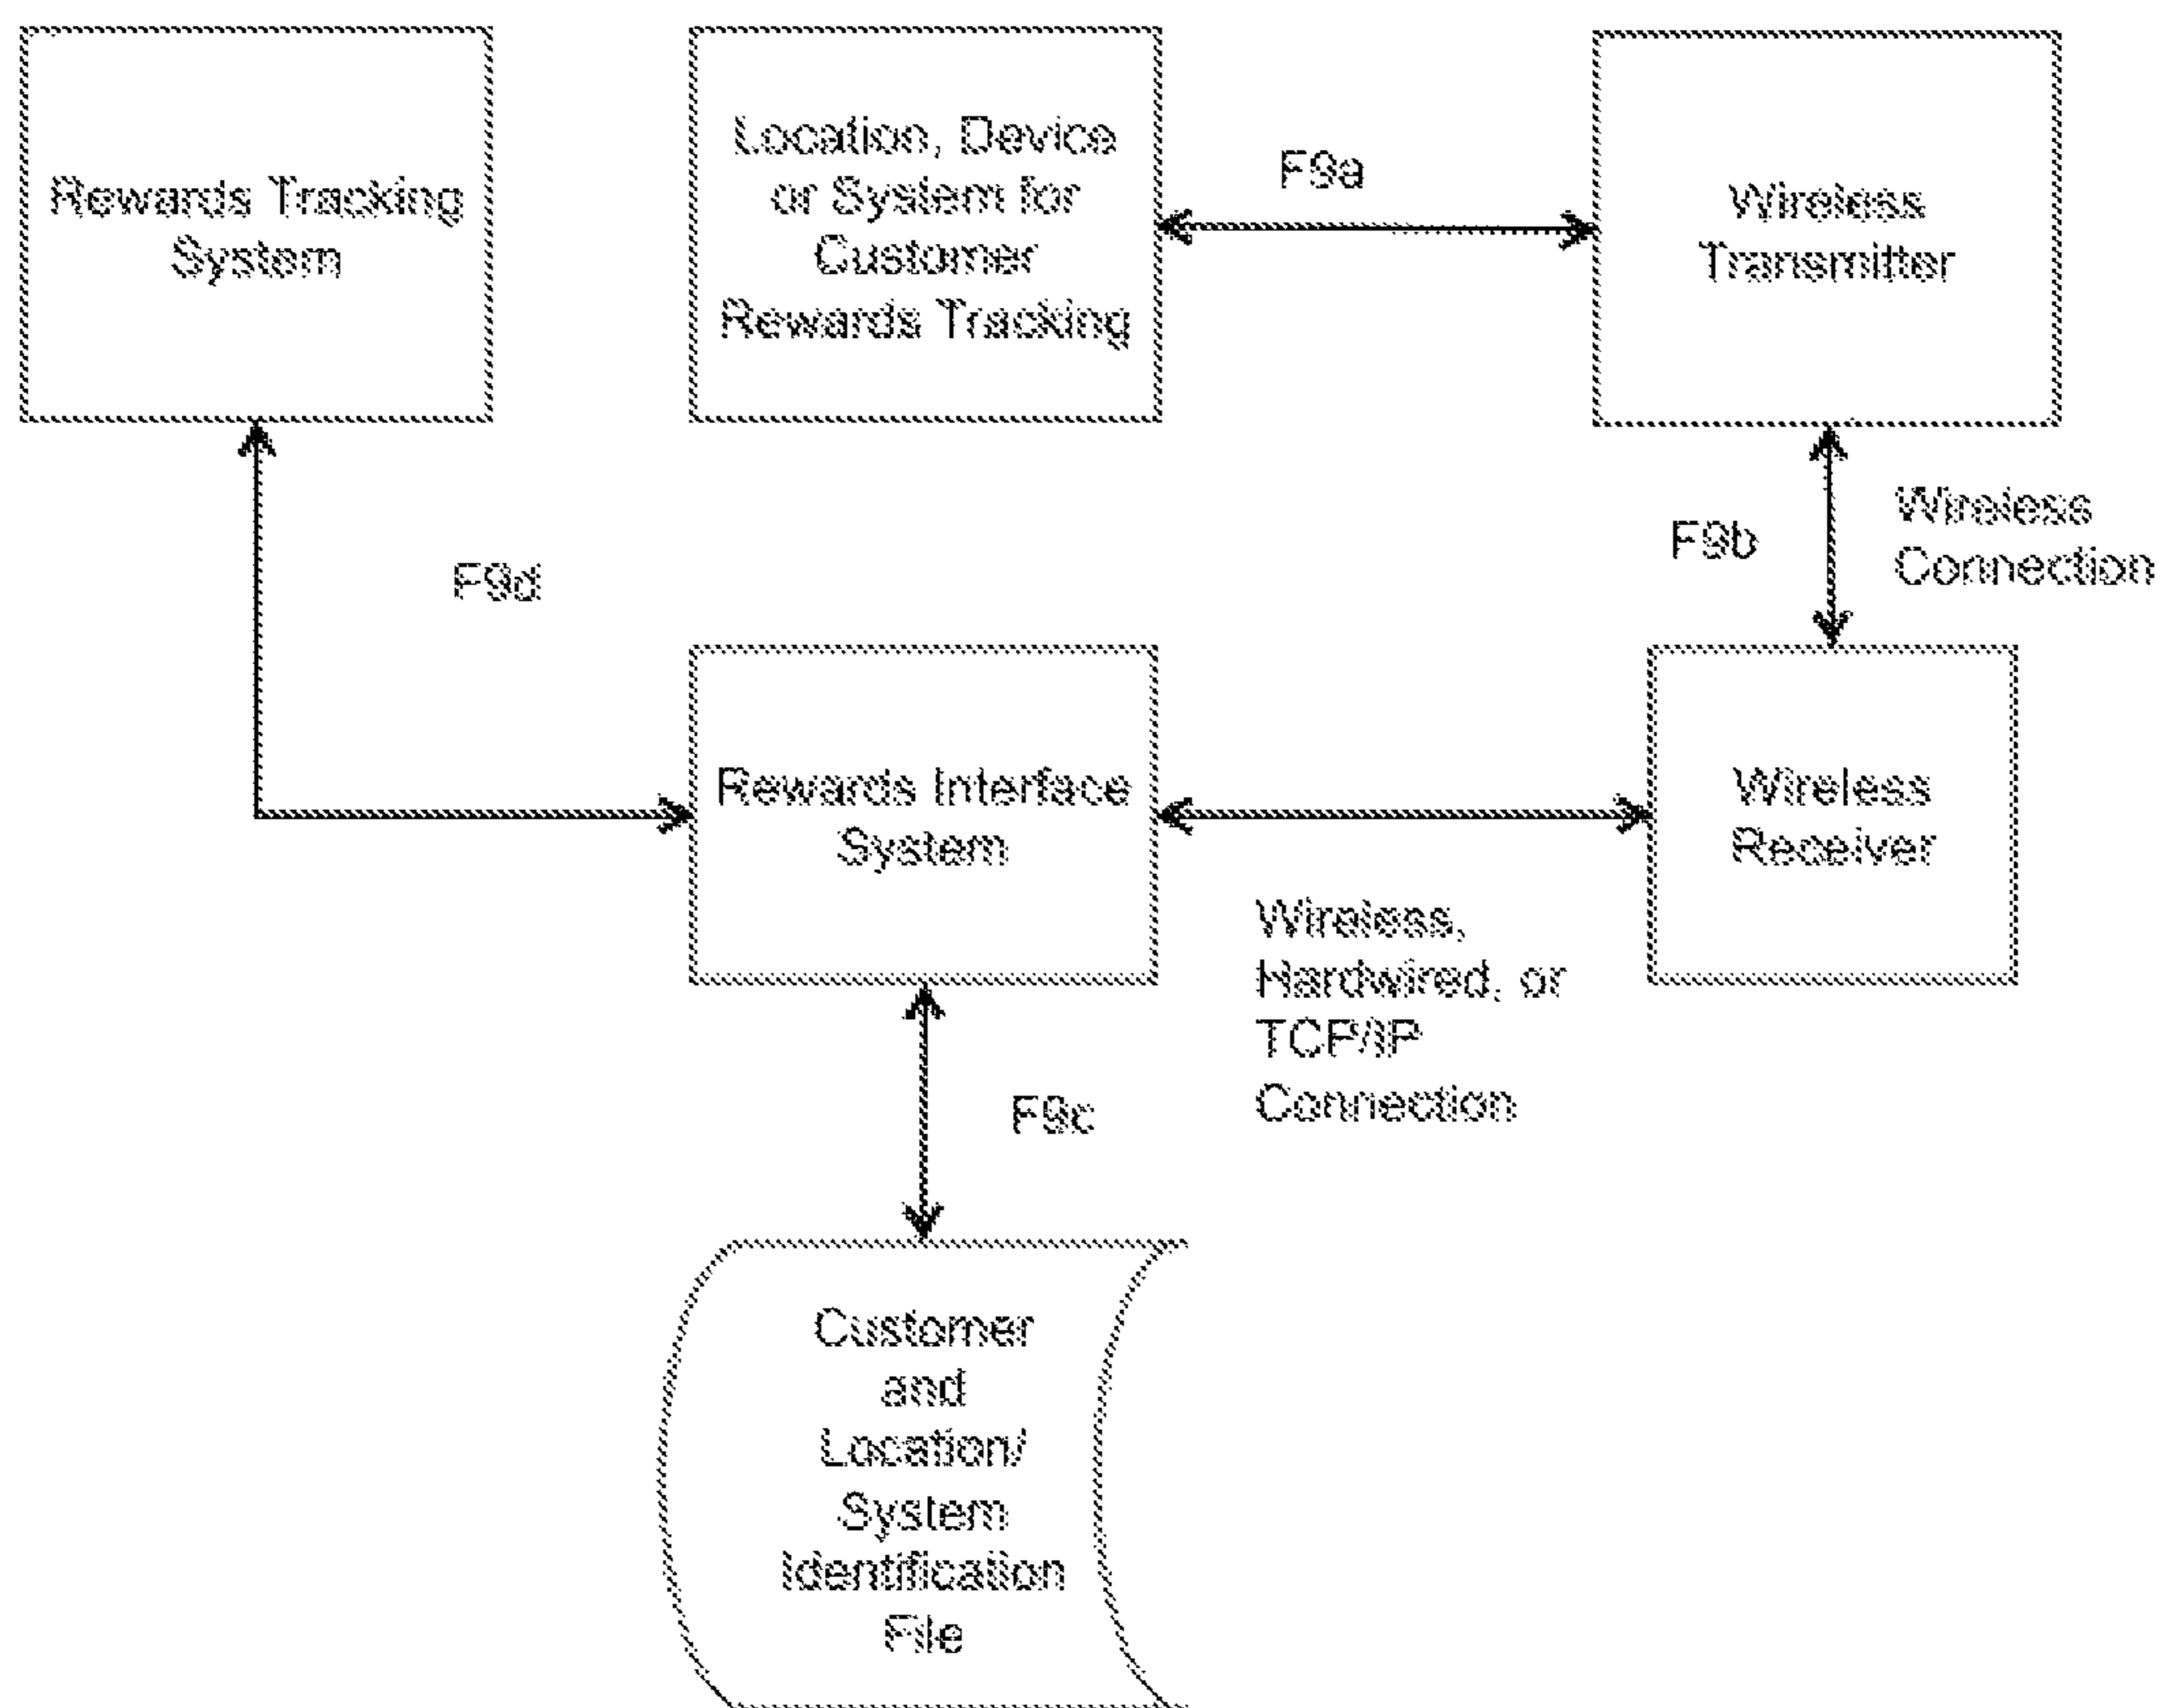 Rewards Tracking
System
Location, Device
or System for
Customer
Rewards Tracking
F9a
Wireless
Transmitter
F9b
Wireless
Connection
F9d
Rewards Interface
System
Wireless
Receiver
Wireless,
Hardwired, or
TCP/IP
Connection
F9c
Customer
and
Location/
System
Identification
File